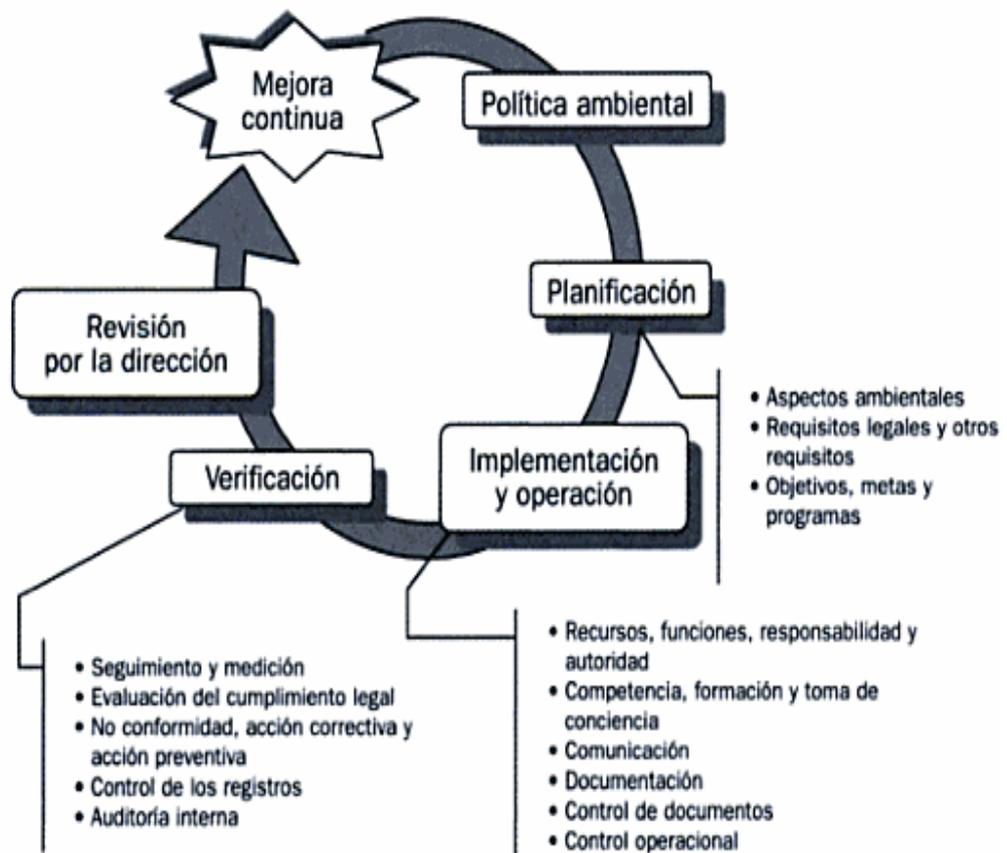 Mejora
continua
Política ambiental
Planificación
• Aspectos ambientales
• Requisitos legales y otros
requisitos
• Objetivos, metas y
programas
Implementación
y operación
• Recursos, funciones, responsabilidad y
autoridad
• Competencia, formación y toma de
conciencia
• Comunicación
• Documentación
• Control de documentos
• Control operacional
Verificación
• Seguimiento y medición
• Evaluación del cumplimiento legal
• No conformidad, acción correctiva y
acción preventiva
• Control de los registros
• Auditoría interna
Revisión
por la dirección